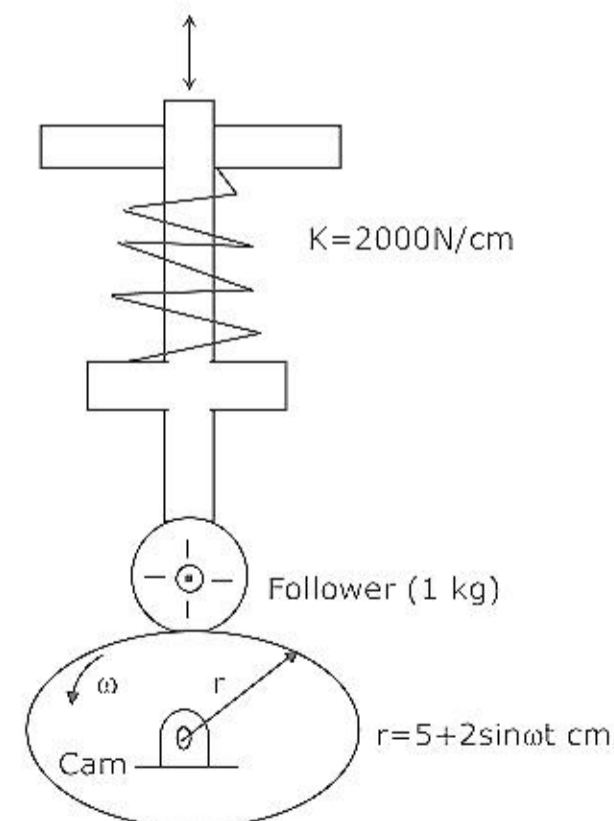 K=2000N/cm
Follower (1 kg)
ω
r
r=5+2sinωt cm
Cam